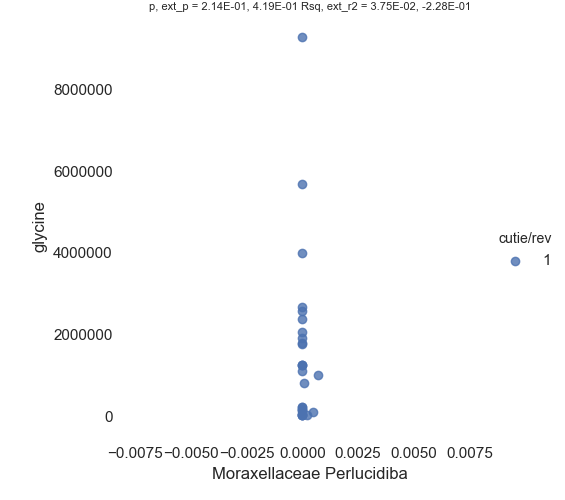 p, ext_p = 2.14E-01, 4.19E-01 Rsq, ext_r2 = 3.75E-02, -2.28E-01
8000000
6000000
4000000
2000000
0
glycine
cutie/rev
1
−0.0075 −0.0050 −0.0025 0.0000 0.0025 0.0050 0.0075
Moraxellaceae Perlucidiba